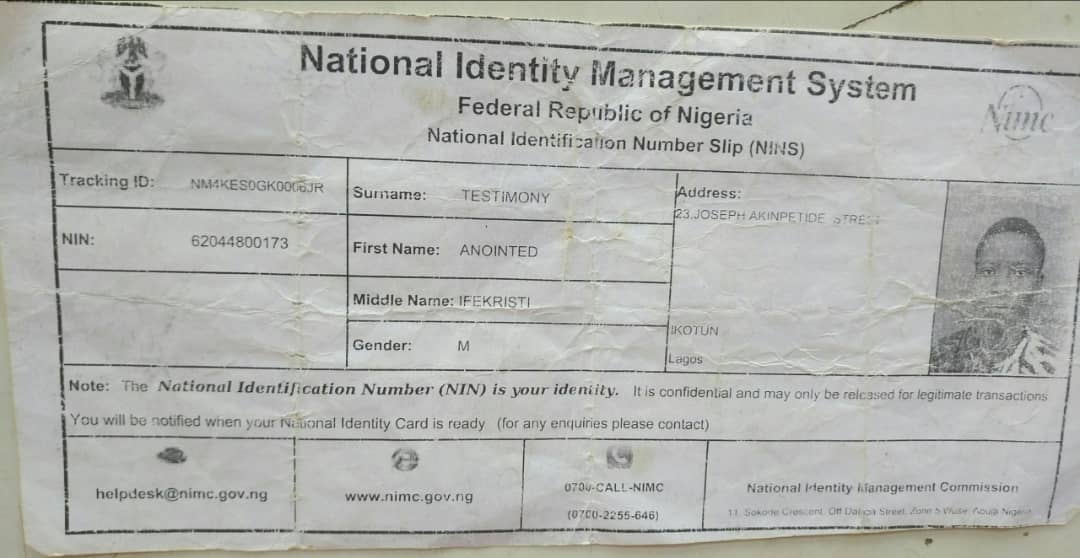 National Identity Management System
Federal Republic of Nigeria
National Identification Number Slip (NINS)
Nimc
Tracking ID: NM4KES0GK0006JR
Surname: TESTIMONY
Address:
23,JOSEPH AKINPETIDE
NIN: 62044800173
First Name: ANOINTED
Middle Name: IFEKRISTI
IKOTUN
Gender: M
Lagos
Note: The National Identification Number (NIN) is your identity. It is confidential and may only be released for legitimate transactions
You will be notified when your National Identity Card is ready (for any enquiries please contact)
helpdesk@nimc.gov.ng
www.nimc.gov.ng
0700-CALL-NIMC
(0700-2255-646)
National Identity Management Commission
11, Sokode Crescent, Off Dalaba Street, Zone 5 Wuse, Abuja Nigeria